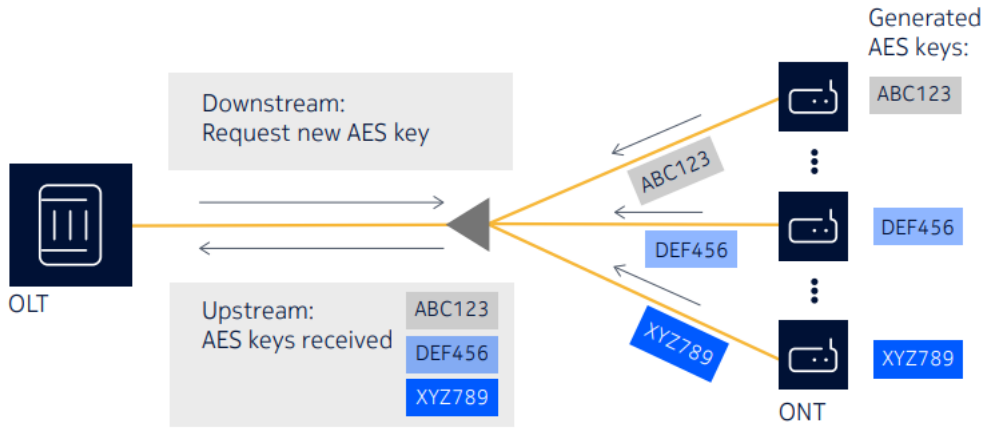 Generated
AES keys:
ABC123
Downstream:
Request new AES key
ABC123
DEF456
DEF456
OLT
Upstream:
AES keys received
ABC123
DEF456
XYZ789
XYZ789
XYZ789
ONT